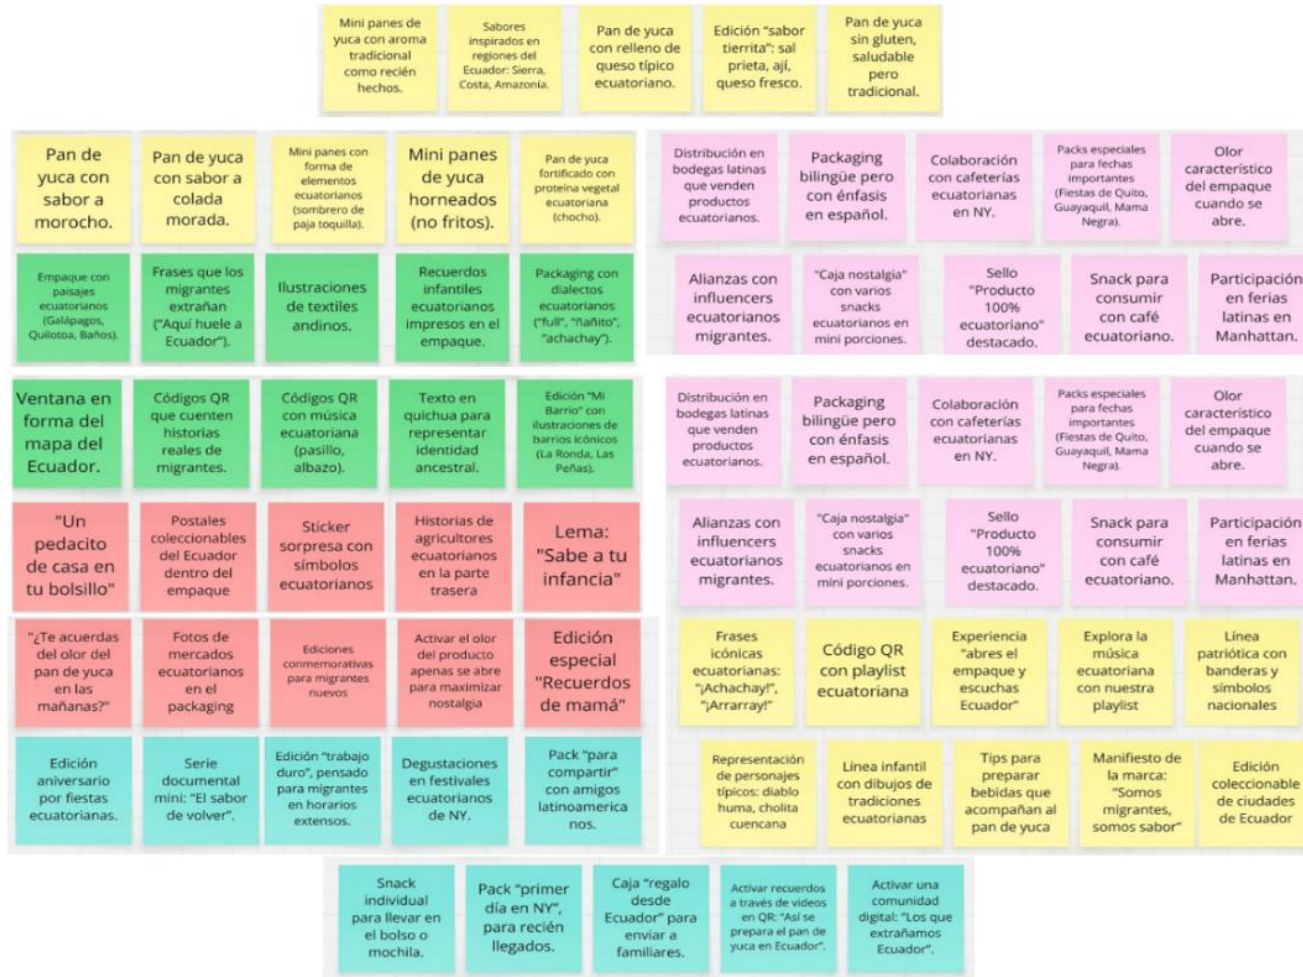 Mini panes de
yuca con aroma
tradicional
como recién
hechos.
Sabores
inspirados en
regiones del
Ecuador: Sierra,
Costa, Amazonía.
Pan de yuca
con relleno de
queso típico
ecuatoriano.
Edición “sabor
tierrita”: sal
prieta, ají,
queso fresco.
Pan de yuca
sin gluten,
saludable
pero
tradicional.
Pan de
yuca con
sabor a
morocho.
Pan de yuca
con sabor a
colada
morada.
Mini panes con
forma de
elementos
ecuatorianos
(sombrero de
paja toquilla).
Mini panes
de yuca
horneados
(no fritos).
Pan de yuca
fortificado con
proteína vegetal
ecuatoriana
(chocho).
Empaque con
paisajes
ecuatorianos
(Galápagos,
Quilotoa, Baños).
Frases que los
migrantes
extrañan
("Aquí huele a
Ecuador").
Ilustraciones
de textiles
andinos.
Recuerdos
infantiles
ecuatorianos
impresos en el
empaque.
Packaging con
dialectos
ecuatorianos
("full", "ñañito",
"achachay").
Distribución en
bodegas latinas
que venden
productos
ecuatorianos.
Packaging
bilingüe pero
con énfasis
en español.
Colaboración
con cafeterías
ecuatorianas
en NY.
Packs especiales
para fechas
importantes
(Fiestas de Quito,
Guayaquil, Mama
Negra).
Olor
característico
del empaque
cuando se
abre.
Alianzas con
influencers
ecuatorianos
migrantes.
"Caja nostalgia"
con varios
snacks
ecuatorianos en
mini porciones.
Sello
"Producto
100%
ecuatoriano"
destacado.
Snack para
consumir
con café
ecuatoriano.
Participación
en ferias
latinas en
Manhattan.
Ventana en
forma del
mapa del
Ecuador.
Códigos QR
que cuentan
historias
reales de
migrantes.
Códigos QR
con música
ecuatoriana
(pasillo,
albazo).
Texto en
quichua para
representar
identidad
ancestral.
Edición "Mi
Barrio" con
ilustraciones de
barrios icónicos
(La Ronda, Las
Peñas).
"Un
pedacito
de casa en
tu bolsillo"
Postales
coleccionables
del Ecuador
dentro del
empaque
Sticker
sorpresa con
símbolos
ecuatorianos
Historias de
agricultores
ecuatorianos
en la parte
trasera
Lema:
"Sabe a tu
infancia"
Distribución en
bodegas latinas
que venden
productos
ecuatorianos.
Packaging
bilingüe pero
con énfasis
en español.
Colaboración
con cafeterías
ecuatorianas
en NY.
Packs especiales
para fechas
importantes
(Fiestas de Quito,
Guayaquil, Mama
Negra).
Olor
característico
del empaque
cuando se
abre.
Alianzas con
influencers
ecuatorianos
migrantes.
"Caja nostalgia"
con varios
snacks
ecuatorianos en
mini porciones.
Sello
"Producto
100%
ecuatoriano"
destacado.
Snack para
consumir
con café
ecuatoriano.
Participación
en ferias
latinas en
Manhattan.
"¿Te acuerdas
del olor del
pan de yuca
en las
mañanas?"
Fotos de
mercados
ecuatorianos
en el
packaging
Ediciones
conmemorativas
para migrantes
nuevos
Activar el olor
del producto
apenas se abre
para maximizar
nostalgia
Edición
especial
"Recuerdos
de mamá"
Frases
icónicas
ecuatorianas:
"¡Achachay!",
"¡Arrarray!"
Código QR
con playlist
ecuatoriana
Experiencia
"abres el
empaque y
escuchas
Ecuador"
Explora la
música
ecuatoriana
con nuestra
playlist
Línea
patriótica con
banderas y
símbolos
nacionales
Edición
aniversario
por fiestas
ecuatorianas.
Serie
documental
mini: “El sabor
de volver”.
Edición “trabajo
duro”, pensado
para migrantes
en horarios
extensos.
Degustaciones
en festivales
ecuatorianos
de NY.
Pack “para
compartir”
con amigos
latinoamerica
nos.
Representación
de personajes
típicos: diablo
huma, cholita
cuencana
Línea infantil
con dibujos de
tradiciones
ecuatorianas
Tips para
preparar
bebidas que
acompañan al
pan de yuca
Manifiesto de
la marca:
"Somos
migrantes,
somos sabor"
Edición
coleccionable
de ciudades
de Ecuador
Snack
individual
para llevar en
el bolso o
mochila.
Pack “primer
día en NY”,
para recién
llegados.
Caja “regalo
desde
Ecuador” para
enviar a
familiares.
Activar recuerdos
a través de videos
en QR: “Así se
prepara el pan de
yuca en Ecuador”.
Activar una
comunidad
digital: “Los que
extrañamos
Ecuador”.